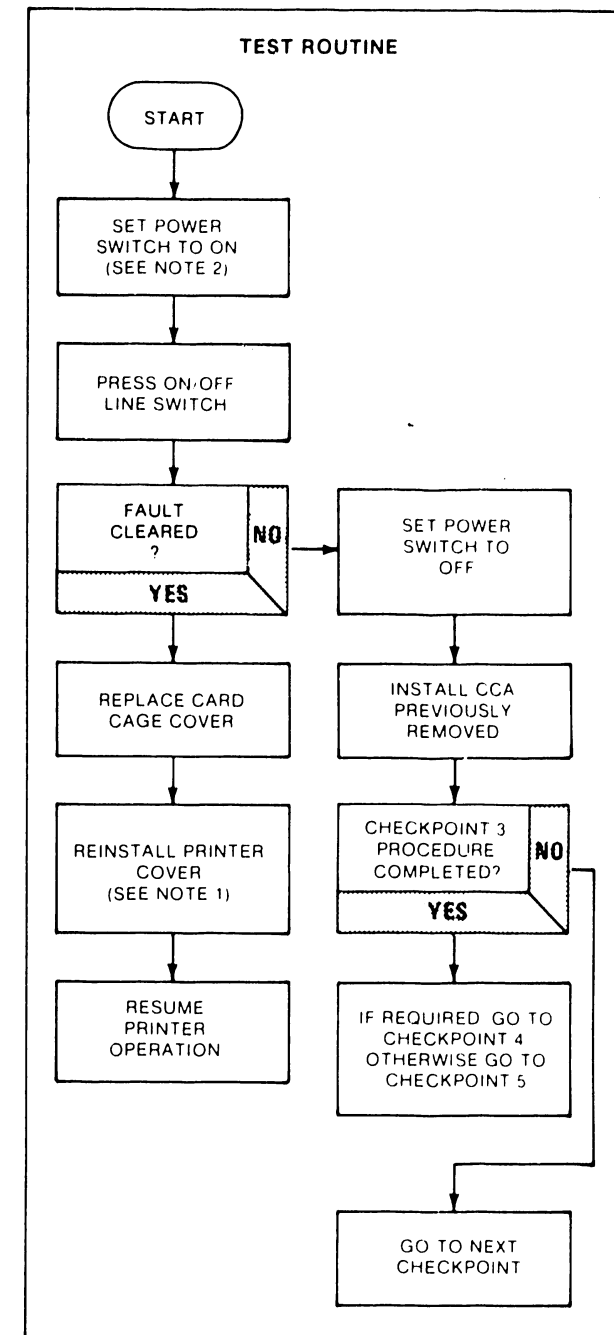 TEST ROUTINE
START
SET POWER
SWITCH TO ON
(SEE NOTE 2)
PRESS ON/OFF
LINE SWITCH
FAULT
CLEARED
?
NO
YES
REPLACE CARD
CAGE COVER
REINSTALL PRINTER
COVER
(SEE NOTE 1)
RESUME
PRINTER
OPERATION
SET POWER
SWITCH TO
OFF
INSTALL CCA
PREVIOUSLY
REMOVED
CHECKPOINT 3
PROCEDURE
COMPLETED?
NO
YES
IF REQUIRED GO TO
CHECKPOINT 4
OTHERWISE GO TO
CHECKPOINT 5
GO TO NEXT
CHECKPOINT